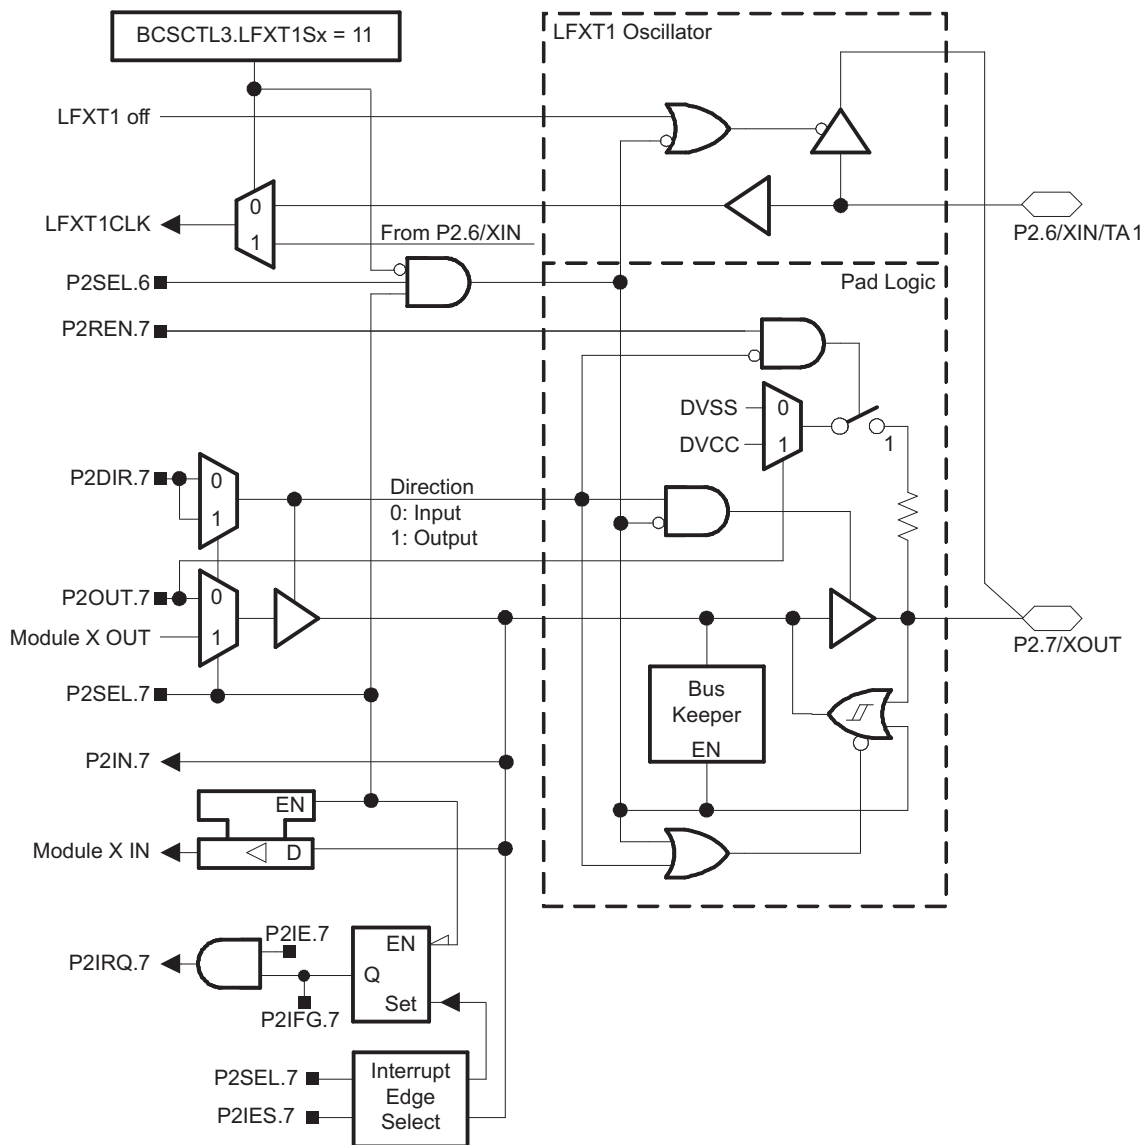 BCSCTL3.LFXT1Sx = 11
LFXT1 Oscillator
LFXT1 off
0
LFXT1CLK
1
From P2.6/XIN
P2.6/XIN/TA1
P2SEL.6
Pad Logic
P2REN.7
DVSS
0
DVCC
1
1
P2DIR.7
0
1
Direction
0: Input
1: Output
P2OUT.7
0
Module X OUT
1
P2.7/XOUT
P2SEL.7
Bus
Keeper
EN
P2IN.7
EN
Module X IN
D
P2IE.7
EN
P2IRQ.7
Q
P2IFG.7
Set
P2SEL.7
P2IES.7
Interrupt
Edge
Select